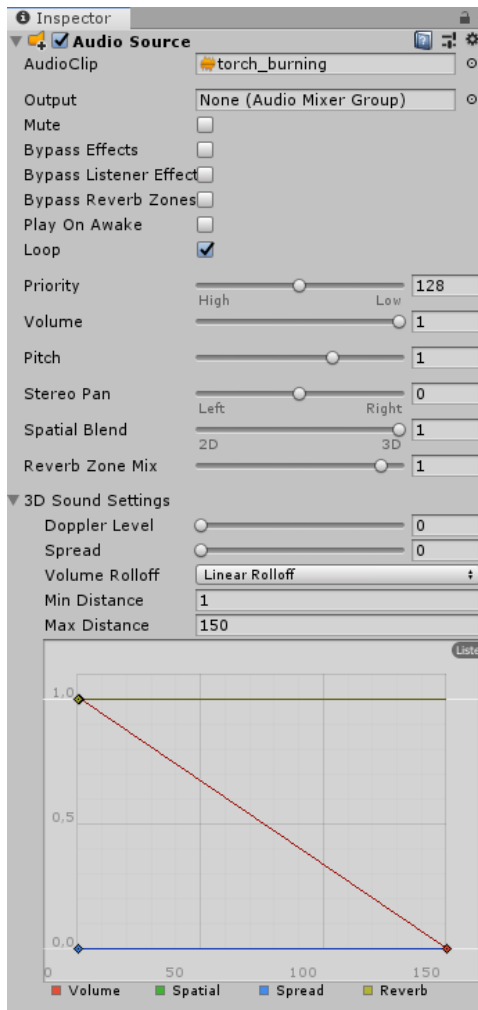 Inspector
Audio Source
AudioClip torch_burning
Output None (Audio Mixer Group)
Mute
Bypass Effects
Bypass Listener Effect
Bypass Reverb Zones
Play On Awake
Loop
Priority 128
High Low
Volume 1
Pitch 1
Stereo Pan 0
Left Right
Spatial Blend 1
2D 3D
Reverb Zone Mix 1
3D Sound Settings
Doppler Level 0
Spread 0
Volume Rolloff Linear Rolloff
Min Distance 1
Max Distance 150
Liste
1,0
0,5
0,0
0 50 100 150
Volume Spatial Spread Reverb